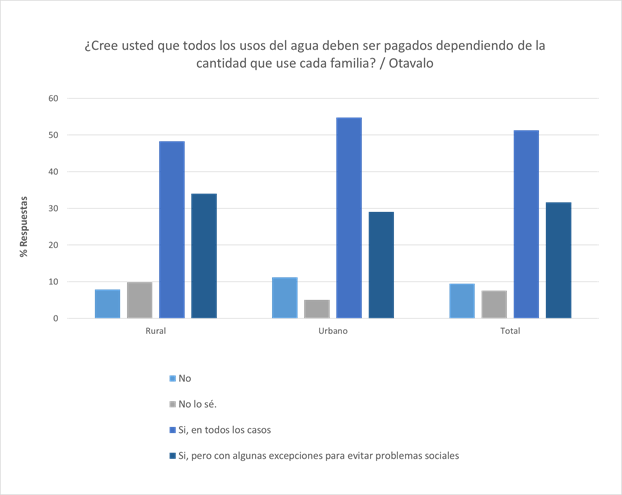 ¿Cree usted que todos los usos del agua deben ser pagados dependiendo de la
cantidad que use cada familia? / Otavalo
60
50
40
30
20
10
0
% Respuestas
Rural
Urbano
Total
No
No lo sé.
Si, en todos los casos
Si, pero con algunas excepciones para evitar problemas sociales